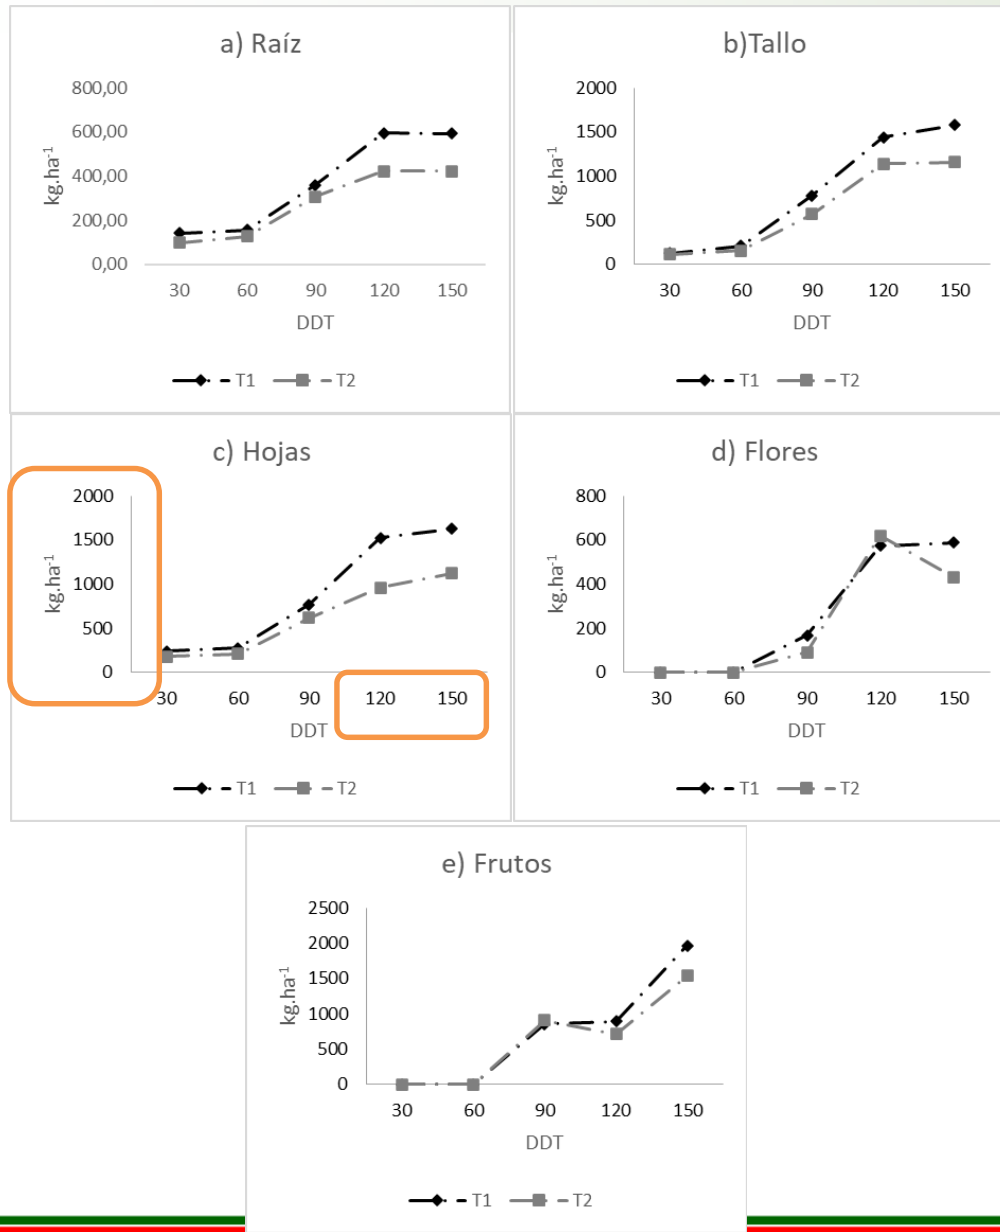 a) Raíz
800,00
600,00
400,00
200,00
0,00
kg.ha-1
30 60 90 120 150
DDT
T1 T2
b)Tallo
2000
1500
1000
500
0
kg.ha-1
30 60 90 120 150
DDT
T1 T2
c) Hojas
2000
1500
1000
500
0
kg.ha-1
30 60 90 120 150
DDT
T1 T2
d) Flores
800
600
400
200
0
kg.ha-1
30 60 90 120 150
DDT
T1 T2
e) Frutos
2500
2000
1500
1000
500
0
kg.ha-1
30 60 90 120 150
DDT
T1 T2